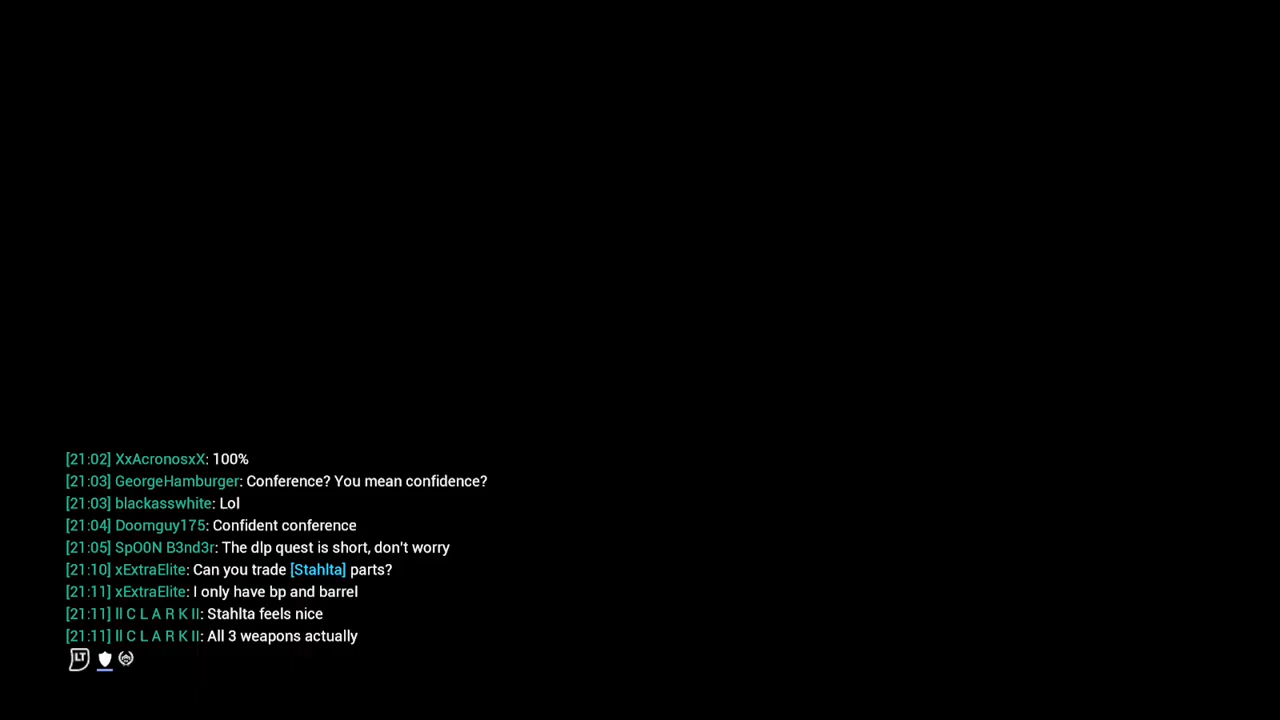 [21:02] XxAcronosxX: 100%
[21:03] GeorgeHamburger: Conference? You mean confidence?
[21:03] blackasswhite: Lol
[21:04] Doomguy175: Confident conference
[21:05] SpO0N B3nd3r: The dlp quest is short, don't worry
[21:10] xExtraElite: Can you trade [Stahlta] parts?
[21:11] xExtraElite: I only have bp and barrel
[21:11] ll C L A R K II: Stahlta feels nice
[21:11] ll C L A R K II: All 3 weapons actually
LT